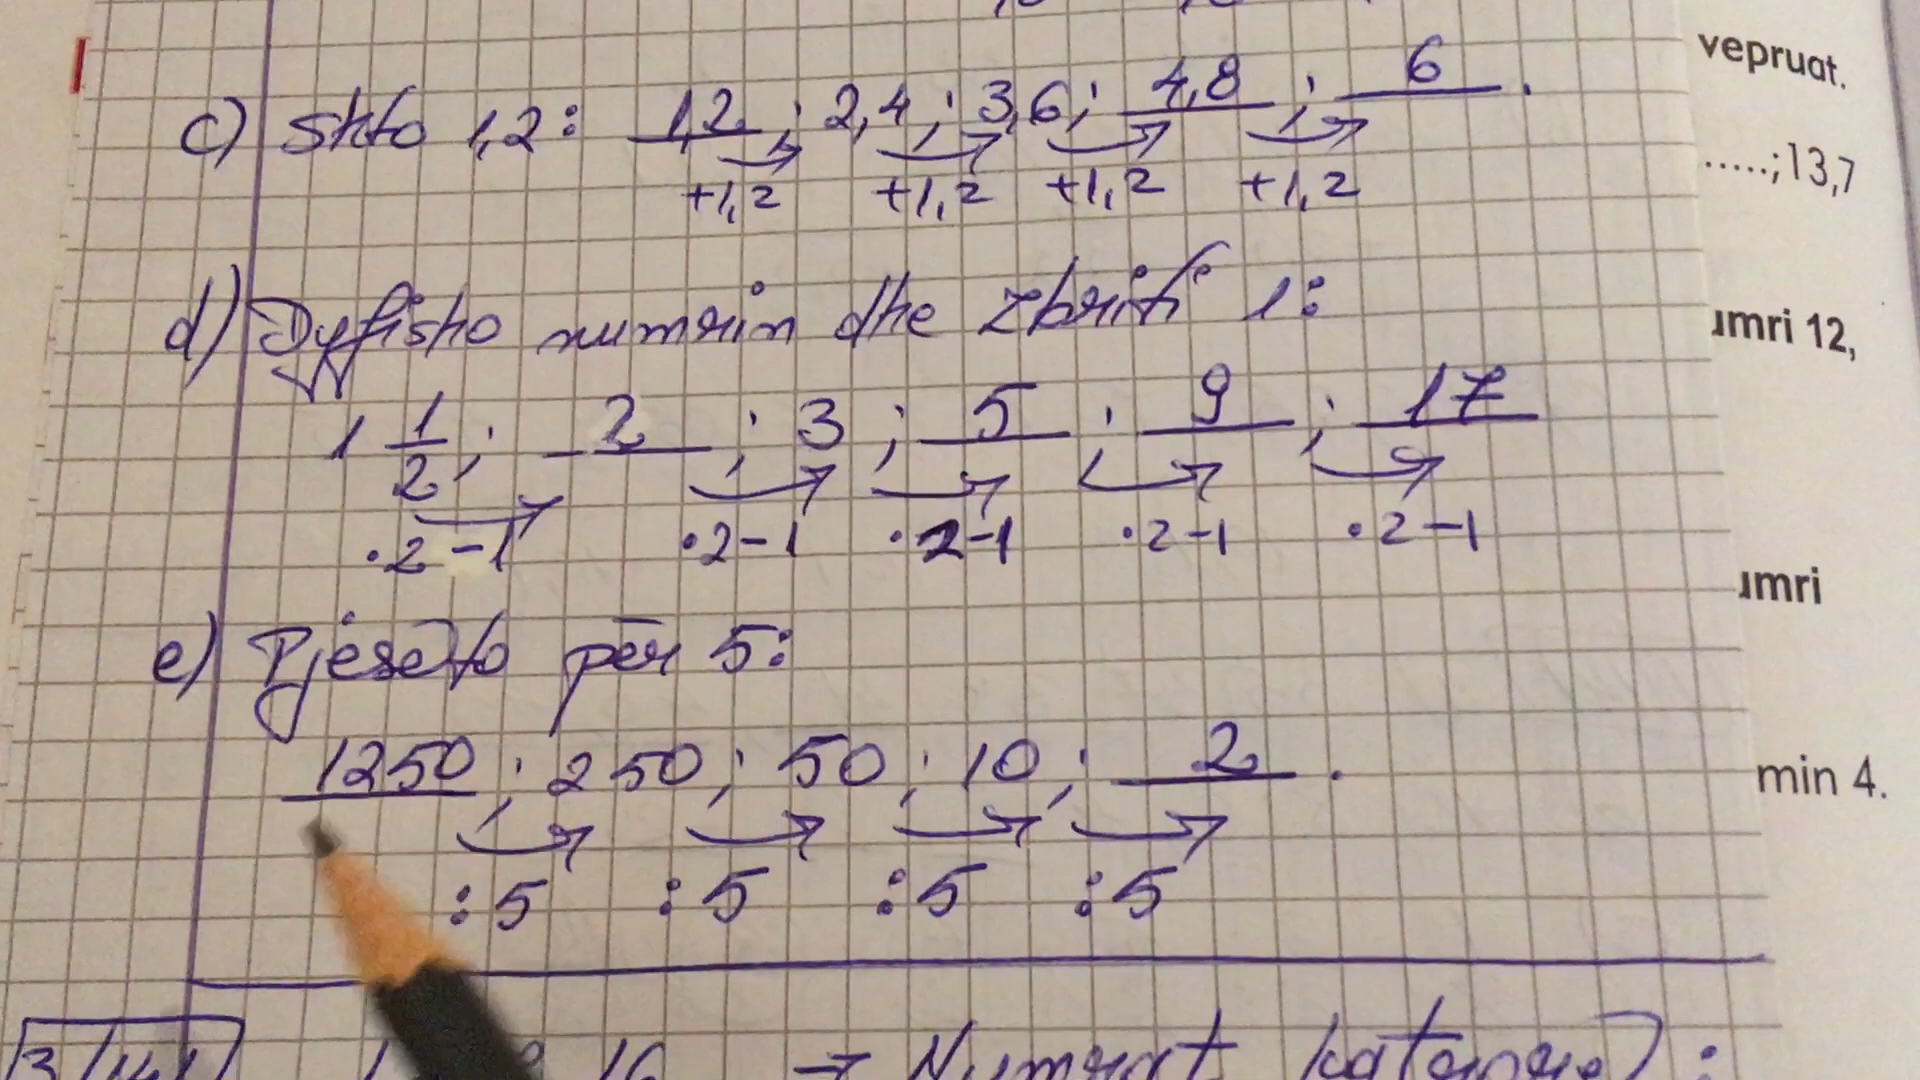 c) Shto 1,2: 1,2 ; 2,4 ; 3,6 ; 4,8 ; 6 .
+1,2 +1,2 +1,2 +1,2
d) Dyfisho numrin dhe zbrit 1:
1 1/2 ; 2 ; 3 ; 5 ; 9 ; 17
·2-1 ·2-1 ·2-1 ·2-1 ·2-1
e) Pjesëto për 5:
1250 ; 250 ; 50 ; 10 ; 2 .
:5 :5 :5 :5
16 → Numrat katrorë :
vepruat.
.....;13,7
umri 12,
umri
min 4.